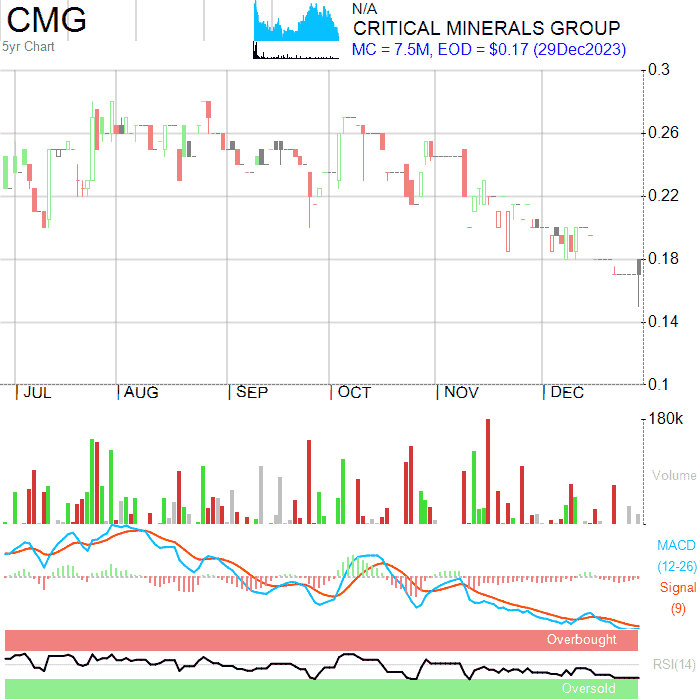 CMG
5yr Chart
N/A
CRITICAL MINERALS GROUP
MC = 7.5M, EOD = $0.17 (29Dec2023)
0.3
0.26
0.22
0.18
0.14
0.1
JUL AUG SEP OCT NOV DEC
180k
Volume
MACD
(12-26)
Signal
(9)
Overbought
RSI(14)
Oversold